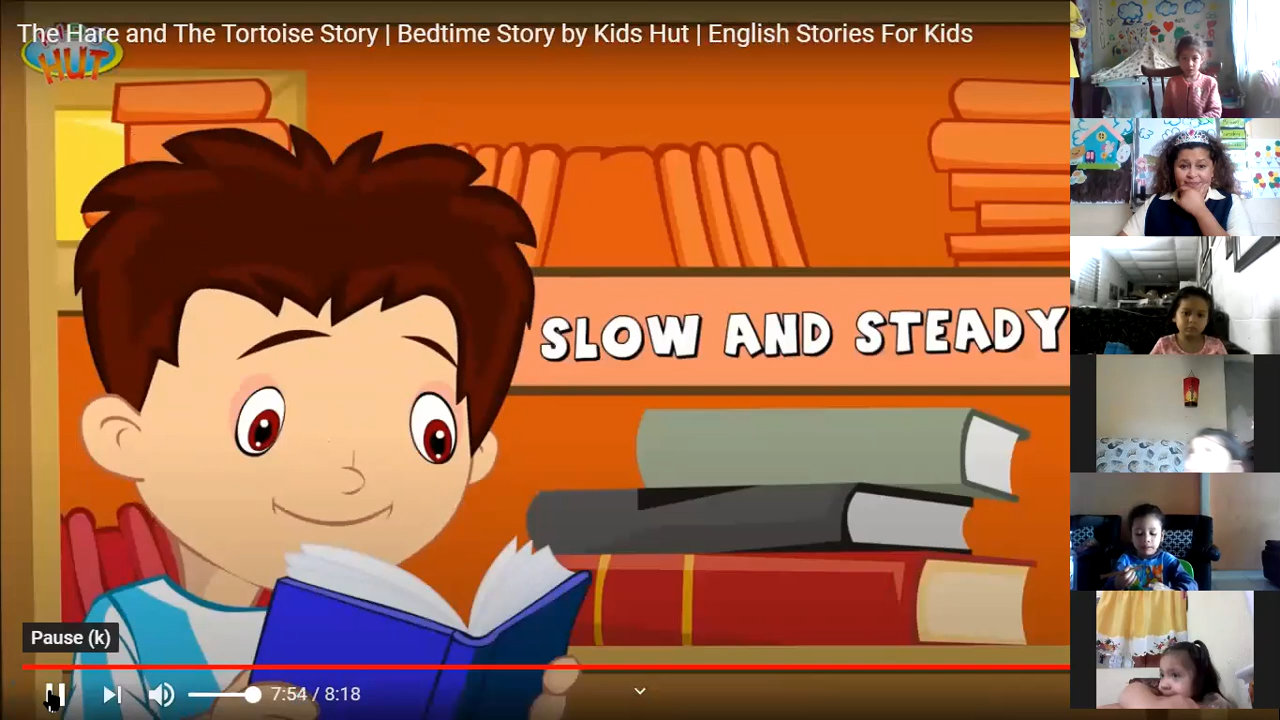 The Hare and The Tortoise Story | Bedtime Story by Kids Hut | English Stories For Kids
HUT
SLOW AND STEADY
Pause (k)
7:54 / 8:18